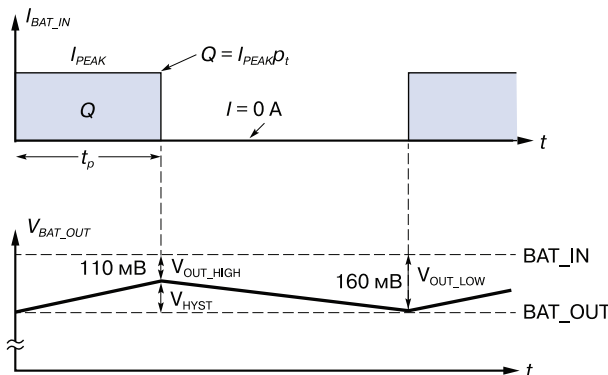 I_BAT_IN
I_PEAK
Q = I_PEAK p_t
Q
I = 0 A
t_p
t
V_BAT_OUT
BAT_IN
110 мВ
V_OUT_HIGH
160 мВ
V_OUT_LOW
V_HYST
BAT_OUT
t